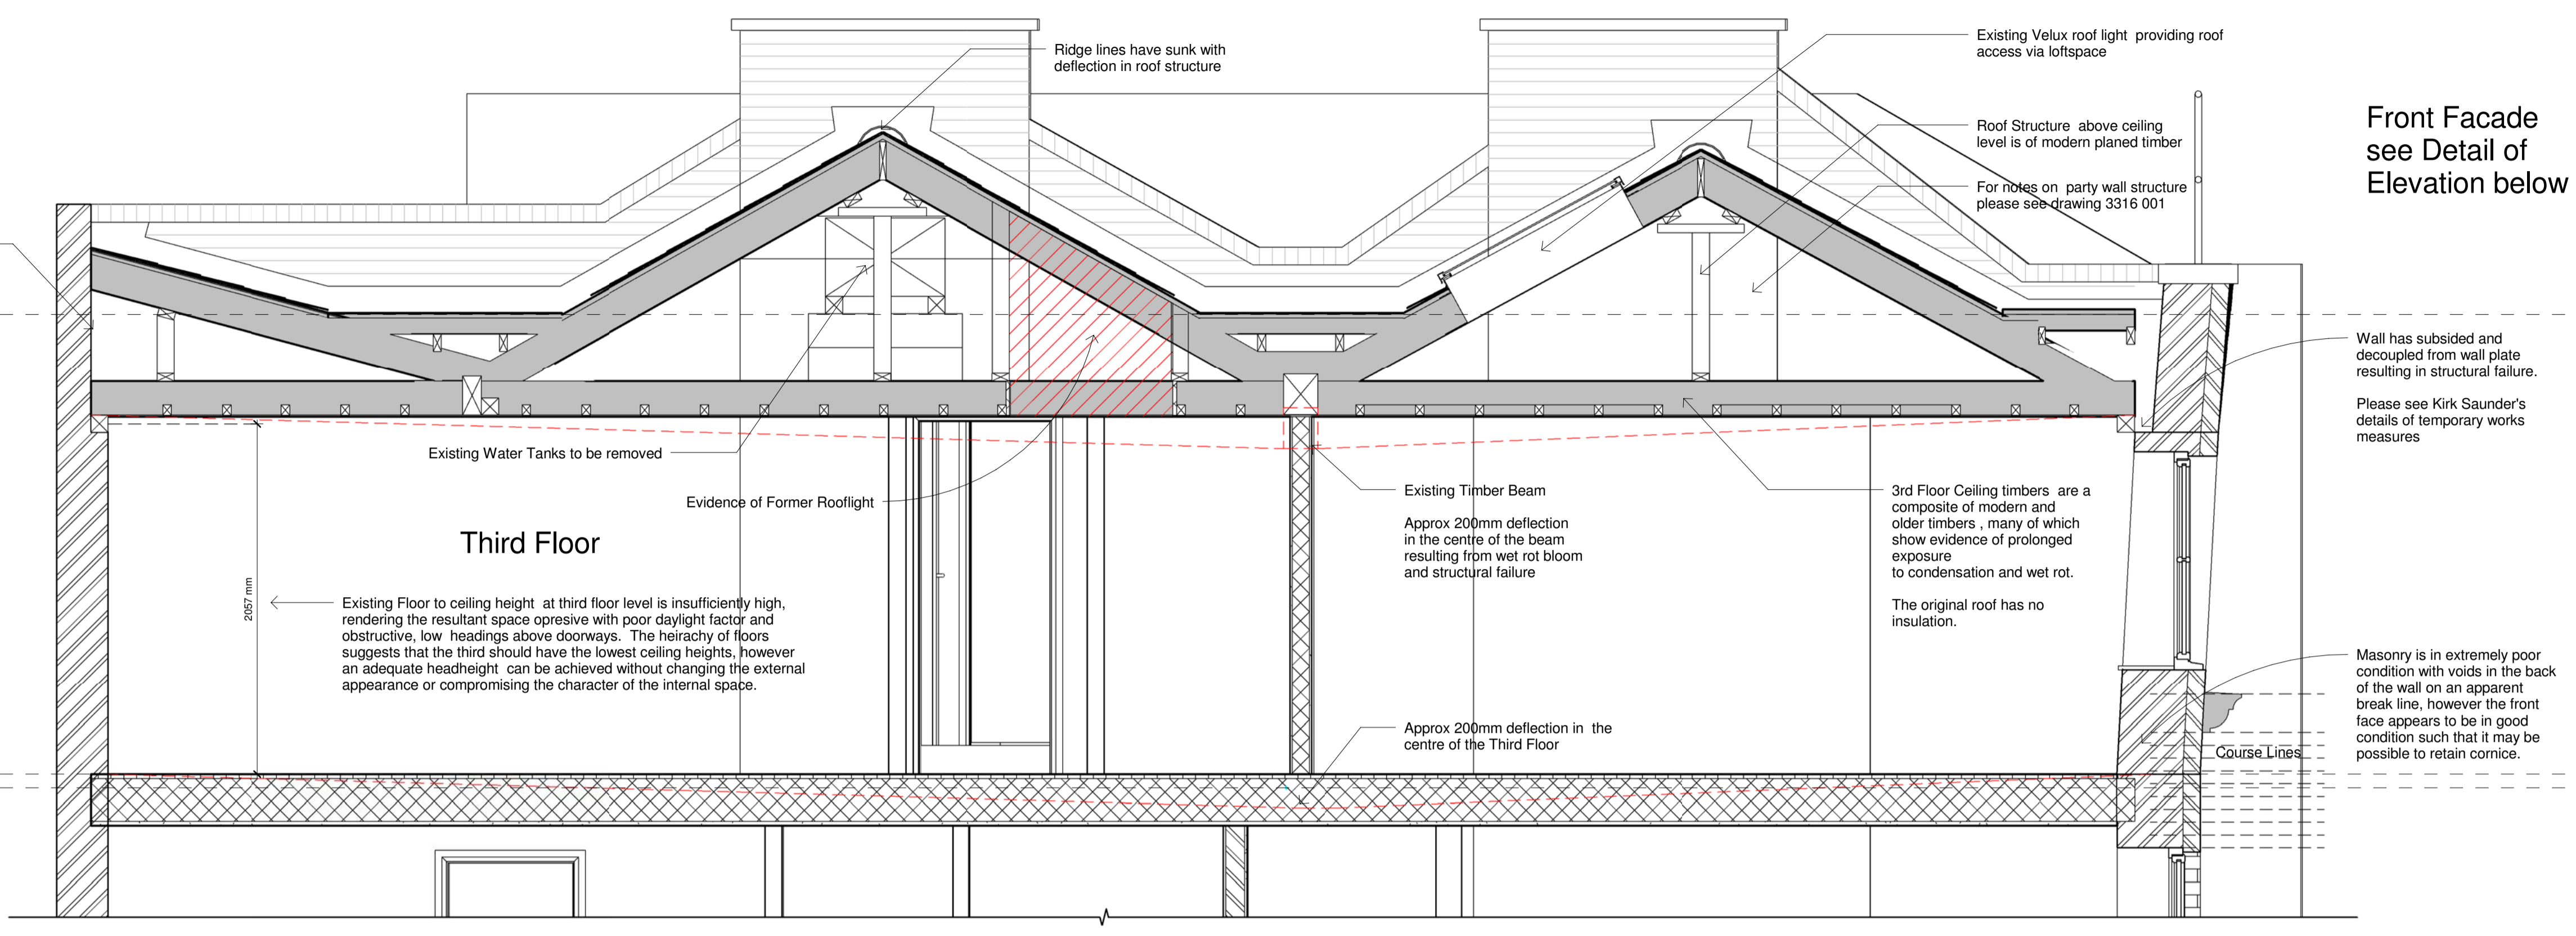 Ridge lines have sunk with
deflection in roof structure
Existing Velux roof light providing roof
access via loftspace
Roof Structure above ceiling
level is of modern planed timber
For notes on party wall structure
please see drawing 3316 001
Front Facade
see Detail of
Elevation below
Wall has subsided and
decoupled from wall plate
resulting in structural failure.
Please see Kirk Saunder's
details of temporary works
measures
Existing Water Tanks to be removed
Evidence of Former Rooflight
Existing Timber Beam
Approx 200mm deflection
in the centre of the beam
resulting from wet rot bloom
and structural failure
3rd Floor Ceiling timbers are a
composite of modern and
older timbers , many of which
show evidence of prolonged
exposure
to condensation and wet rot.
The original roof has no
insulation.
Third Floor
2057 mm
Existing Floor to ceiling height at third floor level is insufficiently high,
rendering the resultant space opresive with poor daylight factor and
obstructive, low headings above doorways. The heirachy of floors
suggests that the third should have the lowest ceiling heights, however
an adequate headheight can be achieved without changing the external
appearance or compromising the character of the internal space.
Approx 200mm deflection in the
centre of the Third Floor
Masonry is in extremely poor
condition with voids in the back
of the wall on an apparent
break line, however the front
face appears to be in good
condition such that it may be
possible to retain cornice.
Course Lines